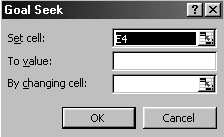 Goal Seek
Set cell: E4
To value:
By changing cell:
OK Cancel